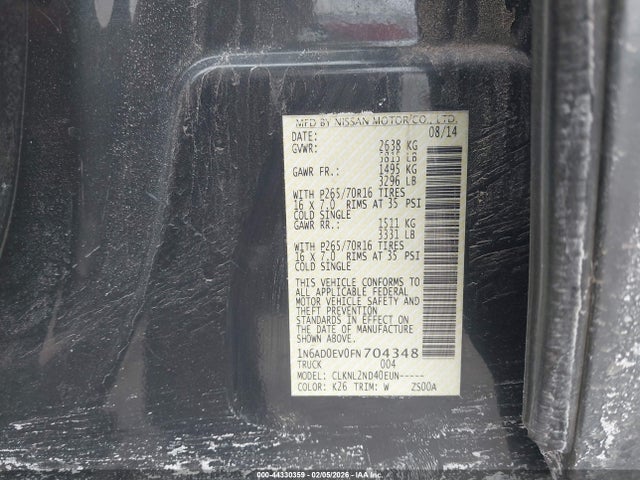 MFD BY NISSAN MOTOR CO., LTD.
DATE: 08/14
GVWR: 2638 KG
5815 LB
GAWR FR.: 1495 KG
3296 LB
WITH P265/70R16 TIRES
16 X 7.0 RIMS AT 35 PSI
COLD SINGLE
GAWR RR.: 1511 KG
3331 LB
WITH P265/70R16 TIRES
16 X 7.0 RIMS AT 35 PSI
COLD SINGLE
THIS VEHICLE CONFORMS TO
ALL APPLICABLE FEDERAL
MOTOR VEHICLE SAFETY AND
THEFT PREVENTION
STANDARDS IN EFFECT ON
THE DATE OF MANUFACTURE
SHOWN ABOVE.
1N6AD0EV0FN704348
TRUCK 004
MODEL: CLKNL2ND40EUN-----
COLOR: K26 TRIM: W ZS00A
000-44330359 - 02/05/2026 - IAA Holdings, LLC